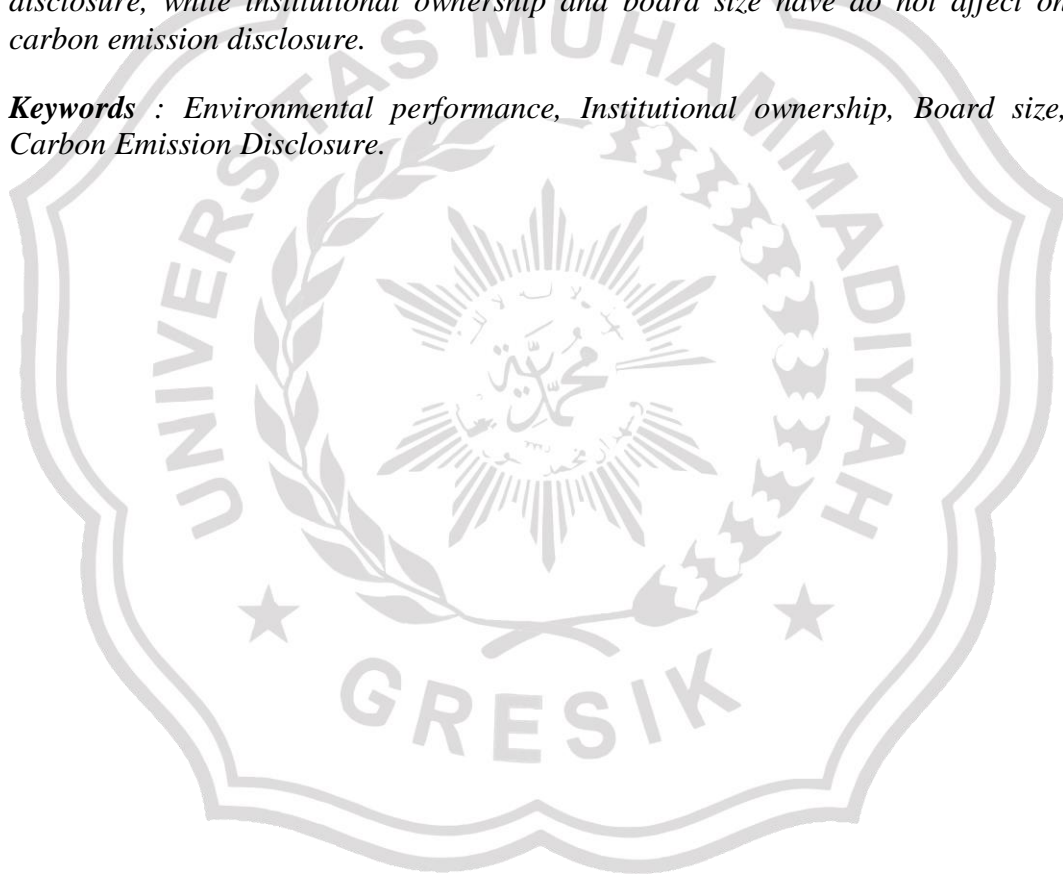 disclosure, while institutional ownership and board size have do not affect on
carbon emission disclosure.
Keywords : Environmental performance, Institutional ownership, Board size,
Carbon Emission Disclosure.
UNIVERSITAS MUHAMMADIYAH
GRESIK